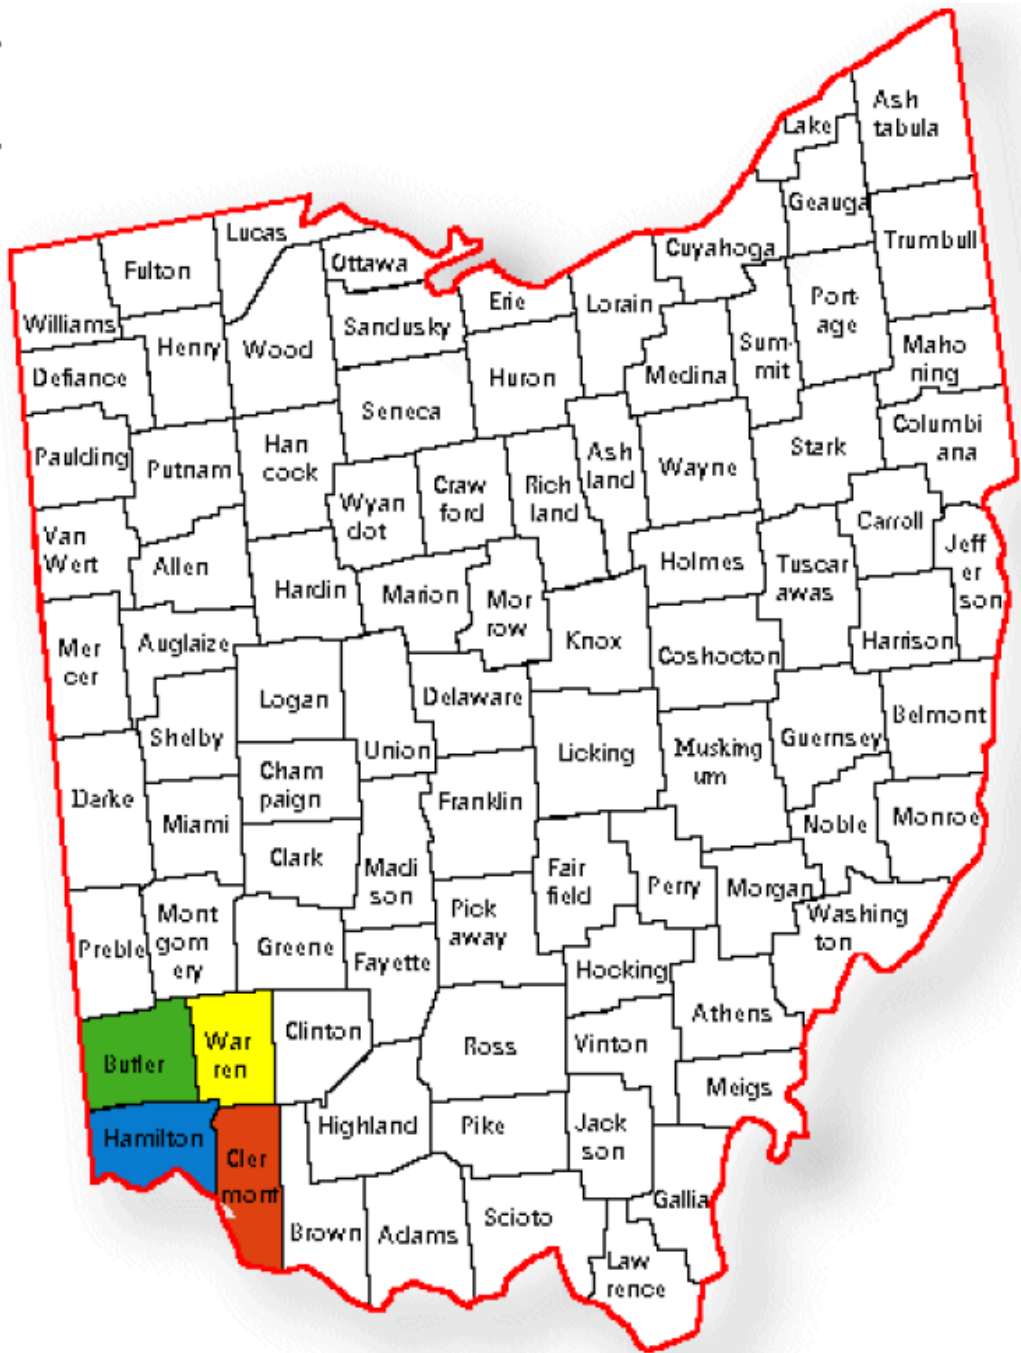 Ash
tabula
Lake
Geauga
Trumbull
Lucas
Cuyahoga
Fulton
Ottawa
Erie
Lorain
Port-
age
Williams
Sandusky
Henry
Wood
Sum-
mit
Maho
ning
Defiance
Huron
Medina
Seneca
Columbi
ana
Paulding
Putnam
Han
cock
Ash
land
Wayne
Stark
Wyan
dot
Craw
ford
Rich
land
Carroll
Van
Wert
Allen
Hardin
Marion
Mor
row
Holmes
Tuscar
awas
Jeff
er
son
Mer
cer
Auglaize
Knox
Coshocton
Harrison
Logan
Delaware
Belmont
Shelby
Union
Licking
Musking
um
Guernsey
Darke
Cham
paign
Franklin
Miami
Noble
Monroe
Clark
Madi
son
Fair
field
Perry
Morgan
Preble
Mont
gom
ery
Greene
Fayette
Pick
away
Hocking
Washing
ton
Butler
War
ren
Clinton
Ross
Vinton
Athens
Meigs
Hamilton
Cler
mont
Highland
Pike
Jack
son
Gallia
Brown
Adams
Scioto
Law
rence